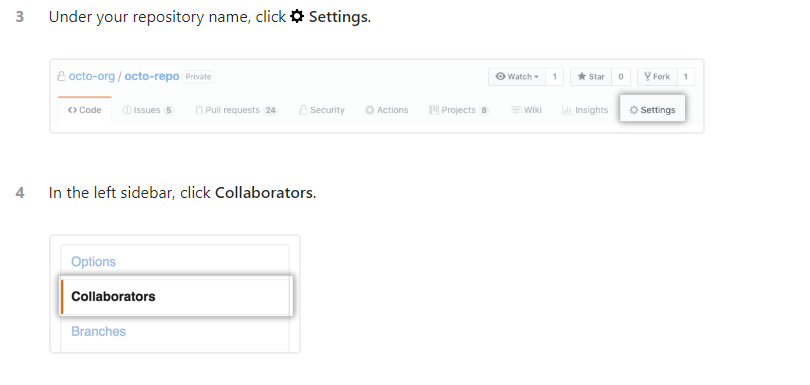 3 Under your repository name, click Settings.
octo-org / octo-repo Private Watch 1 Star 0 Fork 1
Code Issues 5 Pull requests 24 Security Actions Projects 8 Wiki Insights Settings
4 In the left sidebar, click Collaborators.
Options
Collaborators
Branches